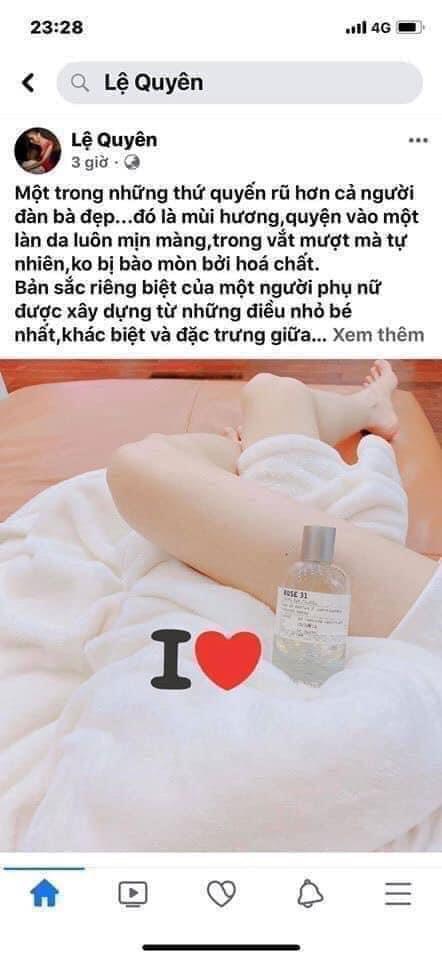 23:28
4G
Lệ Quyên
Lệ Quyên
3 giờ ·
Một trong những thứ quyến rũ hơn cả người
đàn bà đẹp...đó là mùi hương,quyện vào một
làn da luôn mịn màng,trong vắt mượt mà tự
nhiên,ko bị bào mòn bởi hoá chất.
Bản sắc riêng biệt của một người phụ nữ
được xây dựng từ những điều nhỏ bé
nhất,khác biệt và đặc trưng giữa... Xem thêm
ROSE 31
I